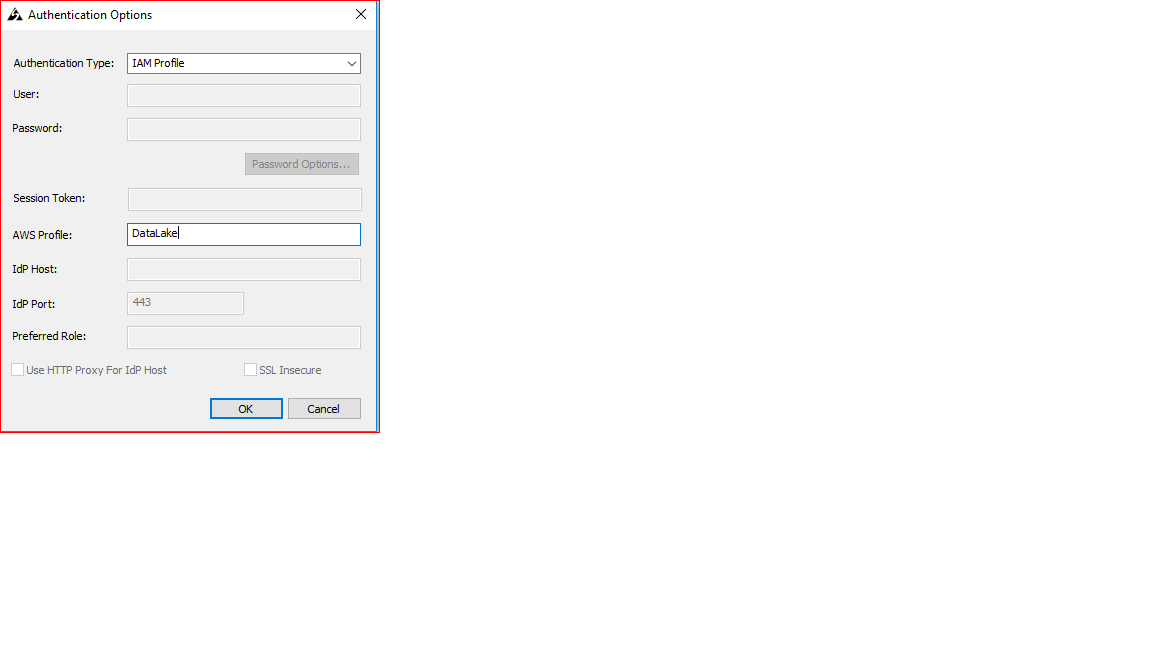 Authentication Options
Authentication Type: IAM Profile
User:
Password:
Password Options...
Session Token:
AWS Profile: DataLake
IdP Host:
IdP Port: 443
Preferred Role:
Use HTTP Proxy For IdP Host SSL Insecure
OK Cancel